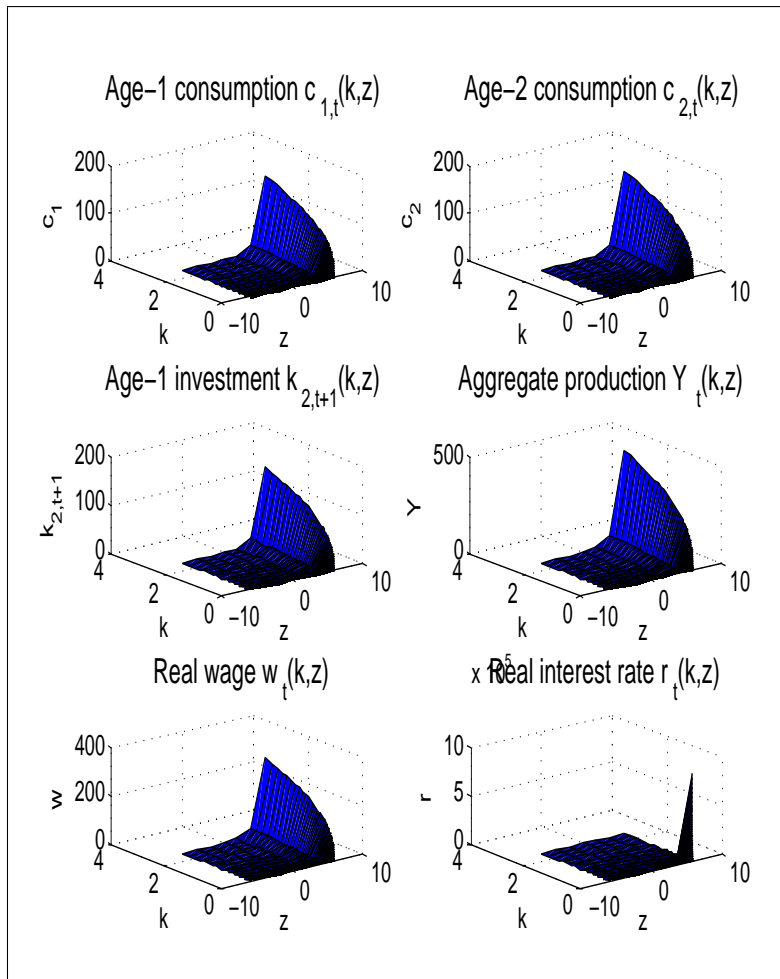 Age−1 consumption c 1,t(k,z)
200
100
0
c1
4
2
0
k
−10
0
10
z
Age−2 consumption c 2,t(k,z)
200
100
0
c2
4
2
0
k
−10
0
10
z
Age−1 investment k 2,t+1(k,z)
200
100
0
k2,t+1
4
2
0
k
−10
0
10
z
Aggregate production Y t(k,z)
500
0
Y
4
2
0
k
−10
0
10
z
Real wage w t(k,z)
400
200
0
w
4
2
0
k
−10
0
10
z
x 10^5
Real interest rate r t(k,z)
10
5
0
r
4
2
0
k
−10
0
10
z